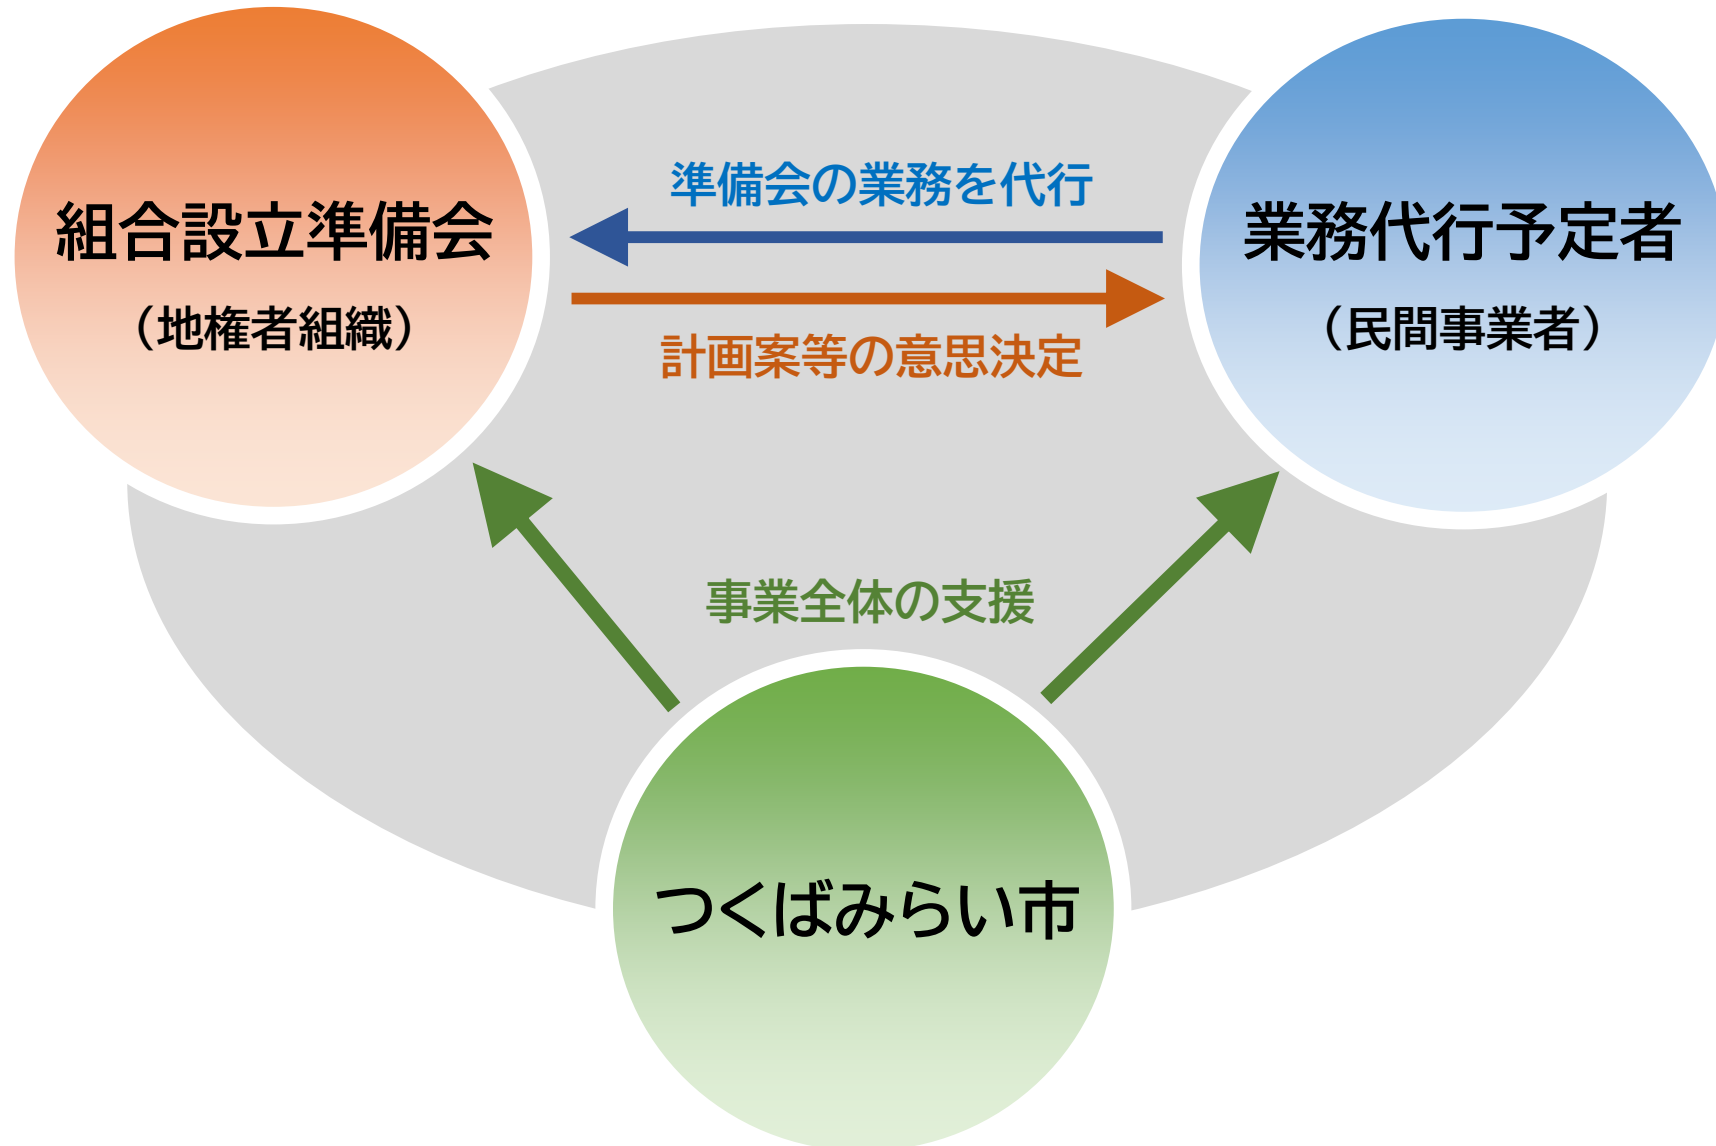 組合設立準備会
（地権者組織）
準備会の業務を代行
計画案等の意思決定
業務代行予定者
（民間事業者）
事業全体の支援
つくばみらい市